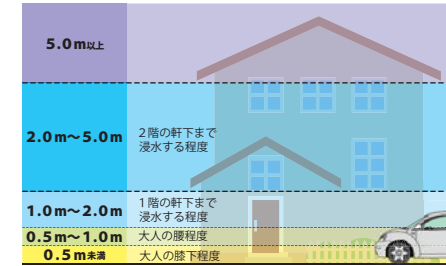 5.0m以上
2.0m〜5.0m
2階の軒下まで
浸水する程度
1.0m〜2.0m
1階の軒下まで
浸水する程度
0.5m〜1.0m
大人の腰程度
0.5m未満
大人の膝下程度